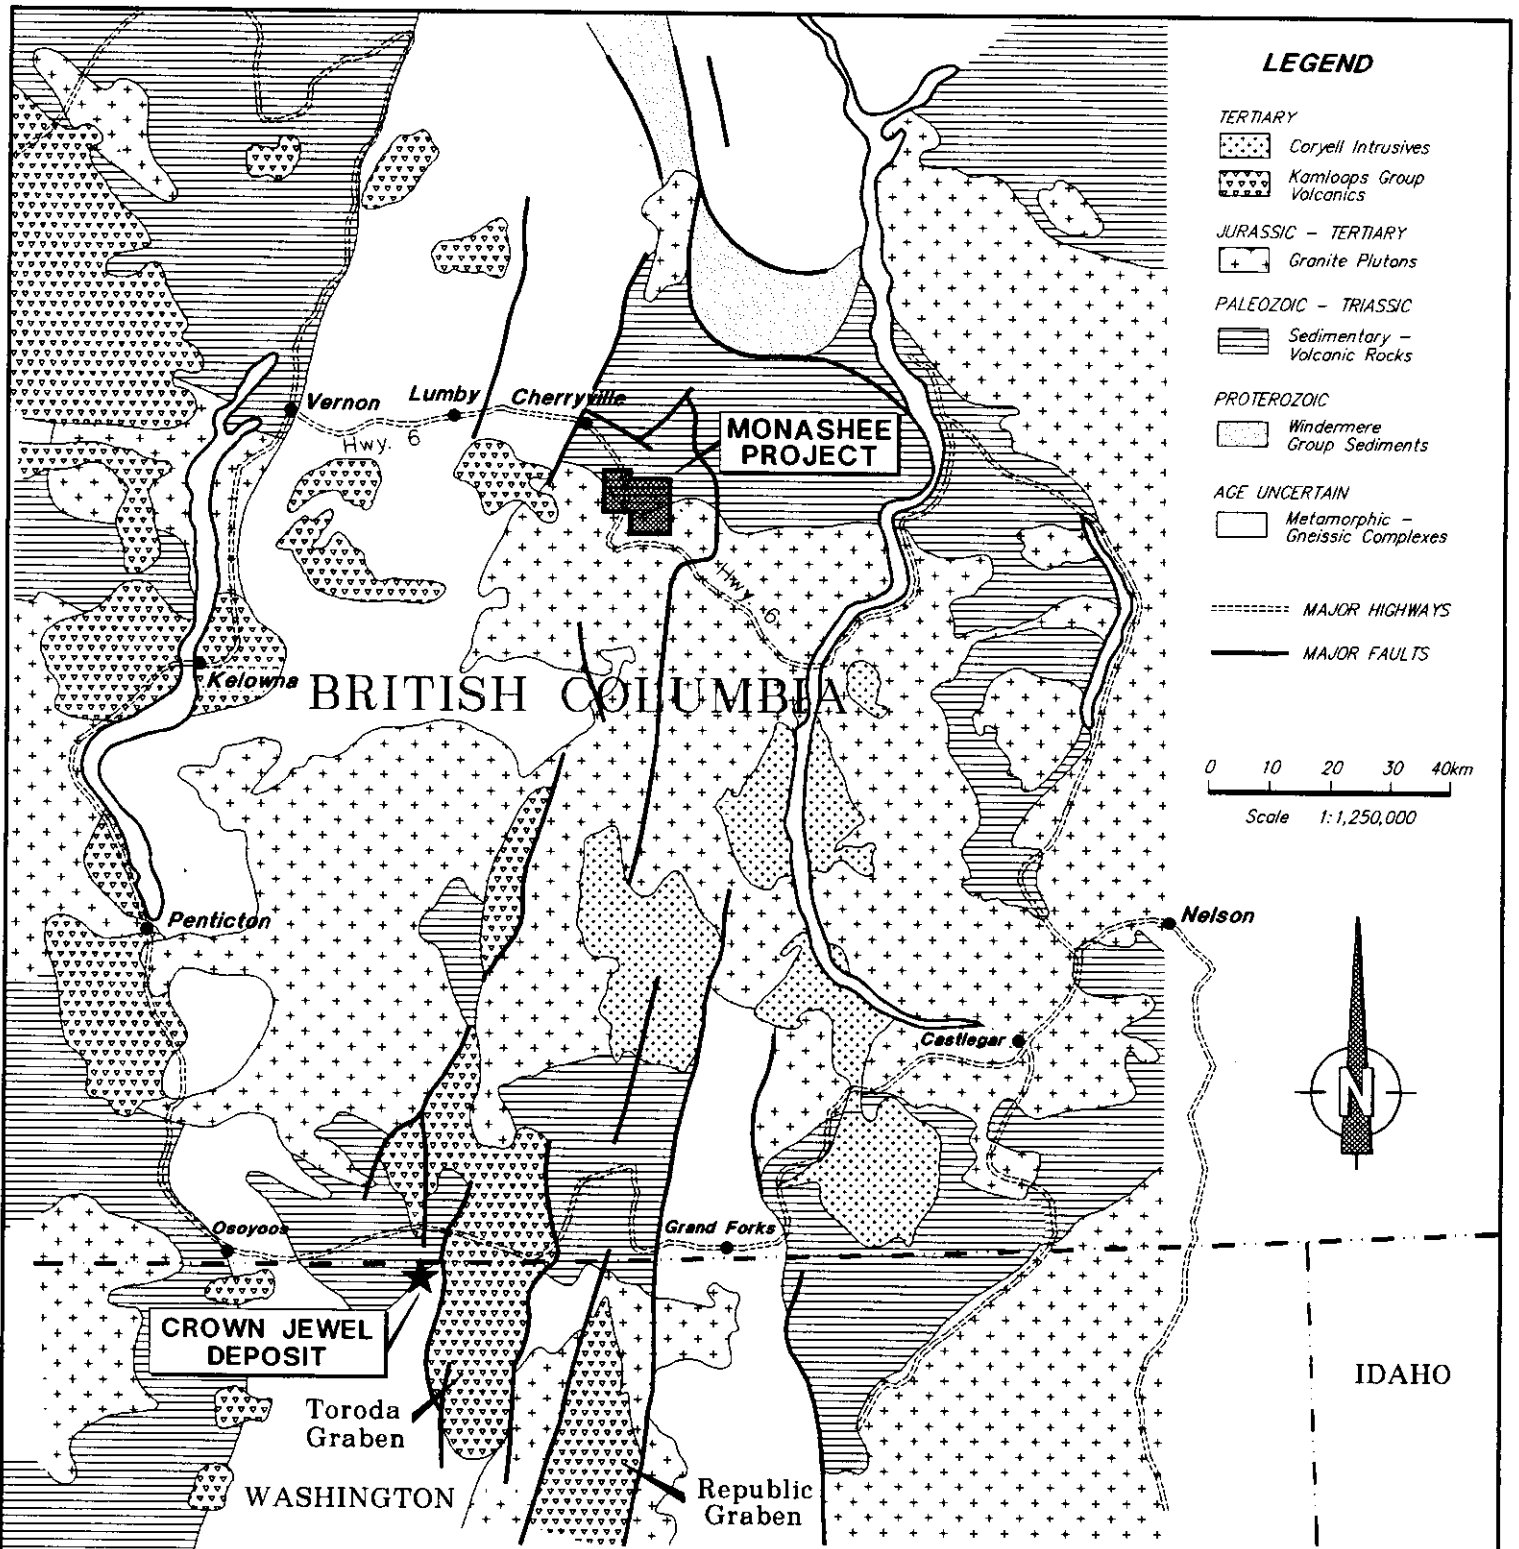 LEGEND
TERTIARY
Coryell Intrusives
Kamloops Group
Volcanics
JURASSIC - TERTIARY
Granite Plutons
PALEOZOIC - TRIASSIC
Sedimentary -
Volcanic Rocks
PROTEROZOIC
Windermere
Group Sediments
AGE UNCERTAIN
Metamorphic -
Gneissic Complexes
MAJOR HIGHWAYS
MAJOR FAULTS
0 10 20 30 40km
Scale 1:1,250,000
N
Vernon
Lumby
Cherryville
Hwy. 6
MONASHEE
PROJECT
Hwy. 6
Kelowna
BRITISH COLUMBIA
Penticton
Nelson
Castlegar
Osoyoos
Grand Forks
CROWN JEWEL
DEPOSIT
Toroda
Graben
WASHINGTON
Republic
Graben
IDAHO